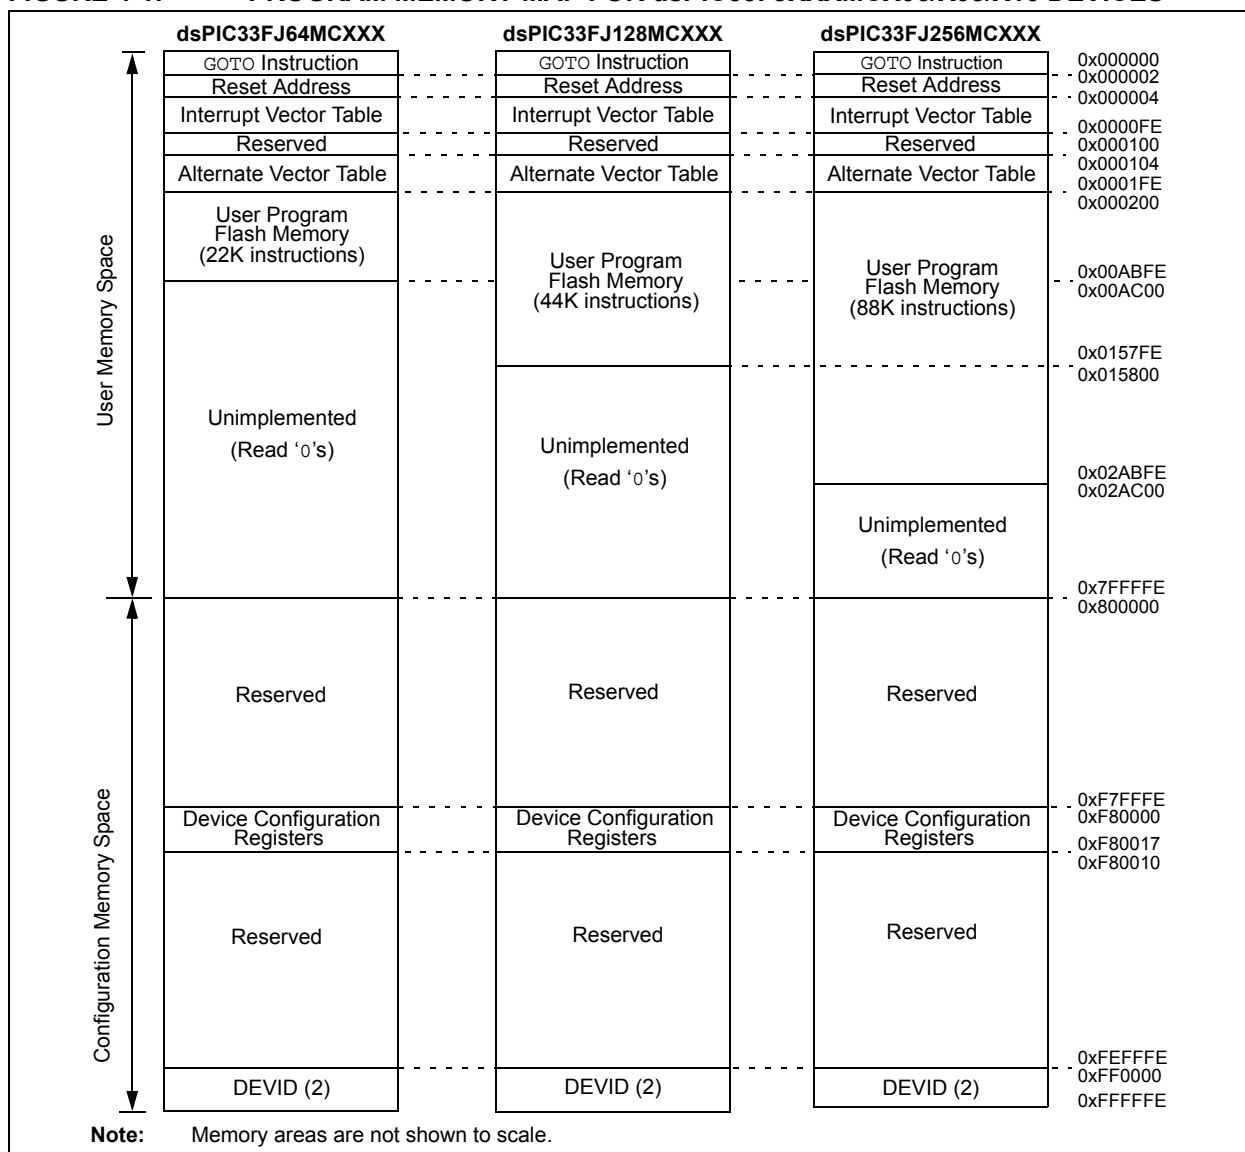 dsPIC33FJ64MCXXX dsPIC33FJ128MCXXX dsPIC33FJ256MCXXX
GOTO Instruction GOTO Instruction GOTO Instruction 0x000000
0x000002
Reset Address Reset Address Reset Address
0x000004
Interrupt Vector Table Interrupt Vector Table Interrupt Vector Table
0x0000FE
Reserved Reserved Reserved 0x000100
0x000104
Alternate Vector Table Alternate Vector Table Alternate Vector Table
0x0001FE
0x000200
User Program
Flash Memory
(22K instructions)
User Program
Flash Memory
(44K instructions)
User Program
Flash Memory
(88K instructions)
0x00ABFE
0x00AC00
0x0157FE
0x015800
User Memory Space
Unimplemented
(Read ‘0’s)
Unimplemented
(Read ‘0’s)
0x02ABFE
0x02AC00
Unimplemented
(Read ‘0’s)
0x7FFFFE
0x800000
Reserved Reserved Reserved
0xF7FFFE
0xF80000
Device Configuration
Registers
Device Configuration
Registers
Device Configuration
Registers
0xF80017
0xF80010
Configuration Memory Space
Reserved Reserved Reserved
0xFEFFFE
0xFF0000
DEVID (2) DEVID (2) DEVID (2)
0xFFFFFE
Note: Memory areas are not shown to scale.